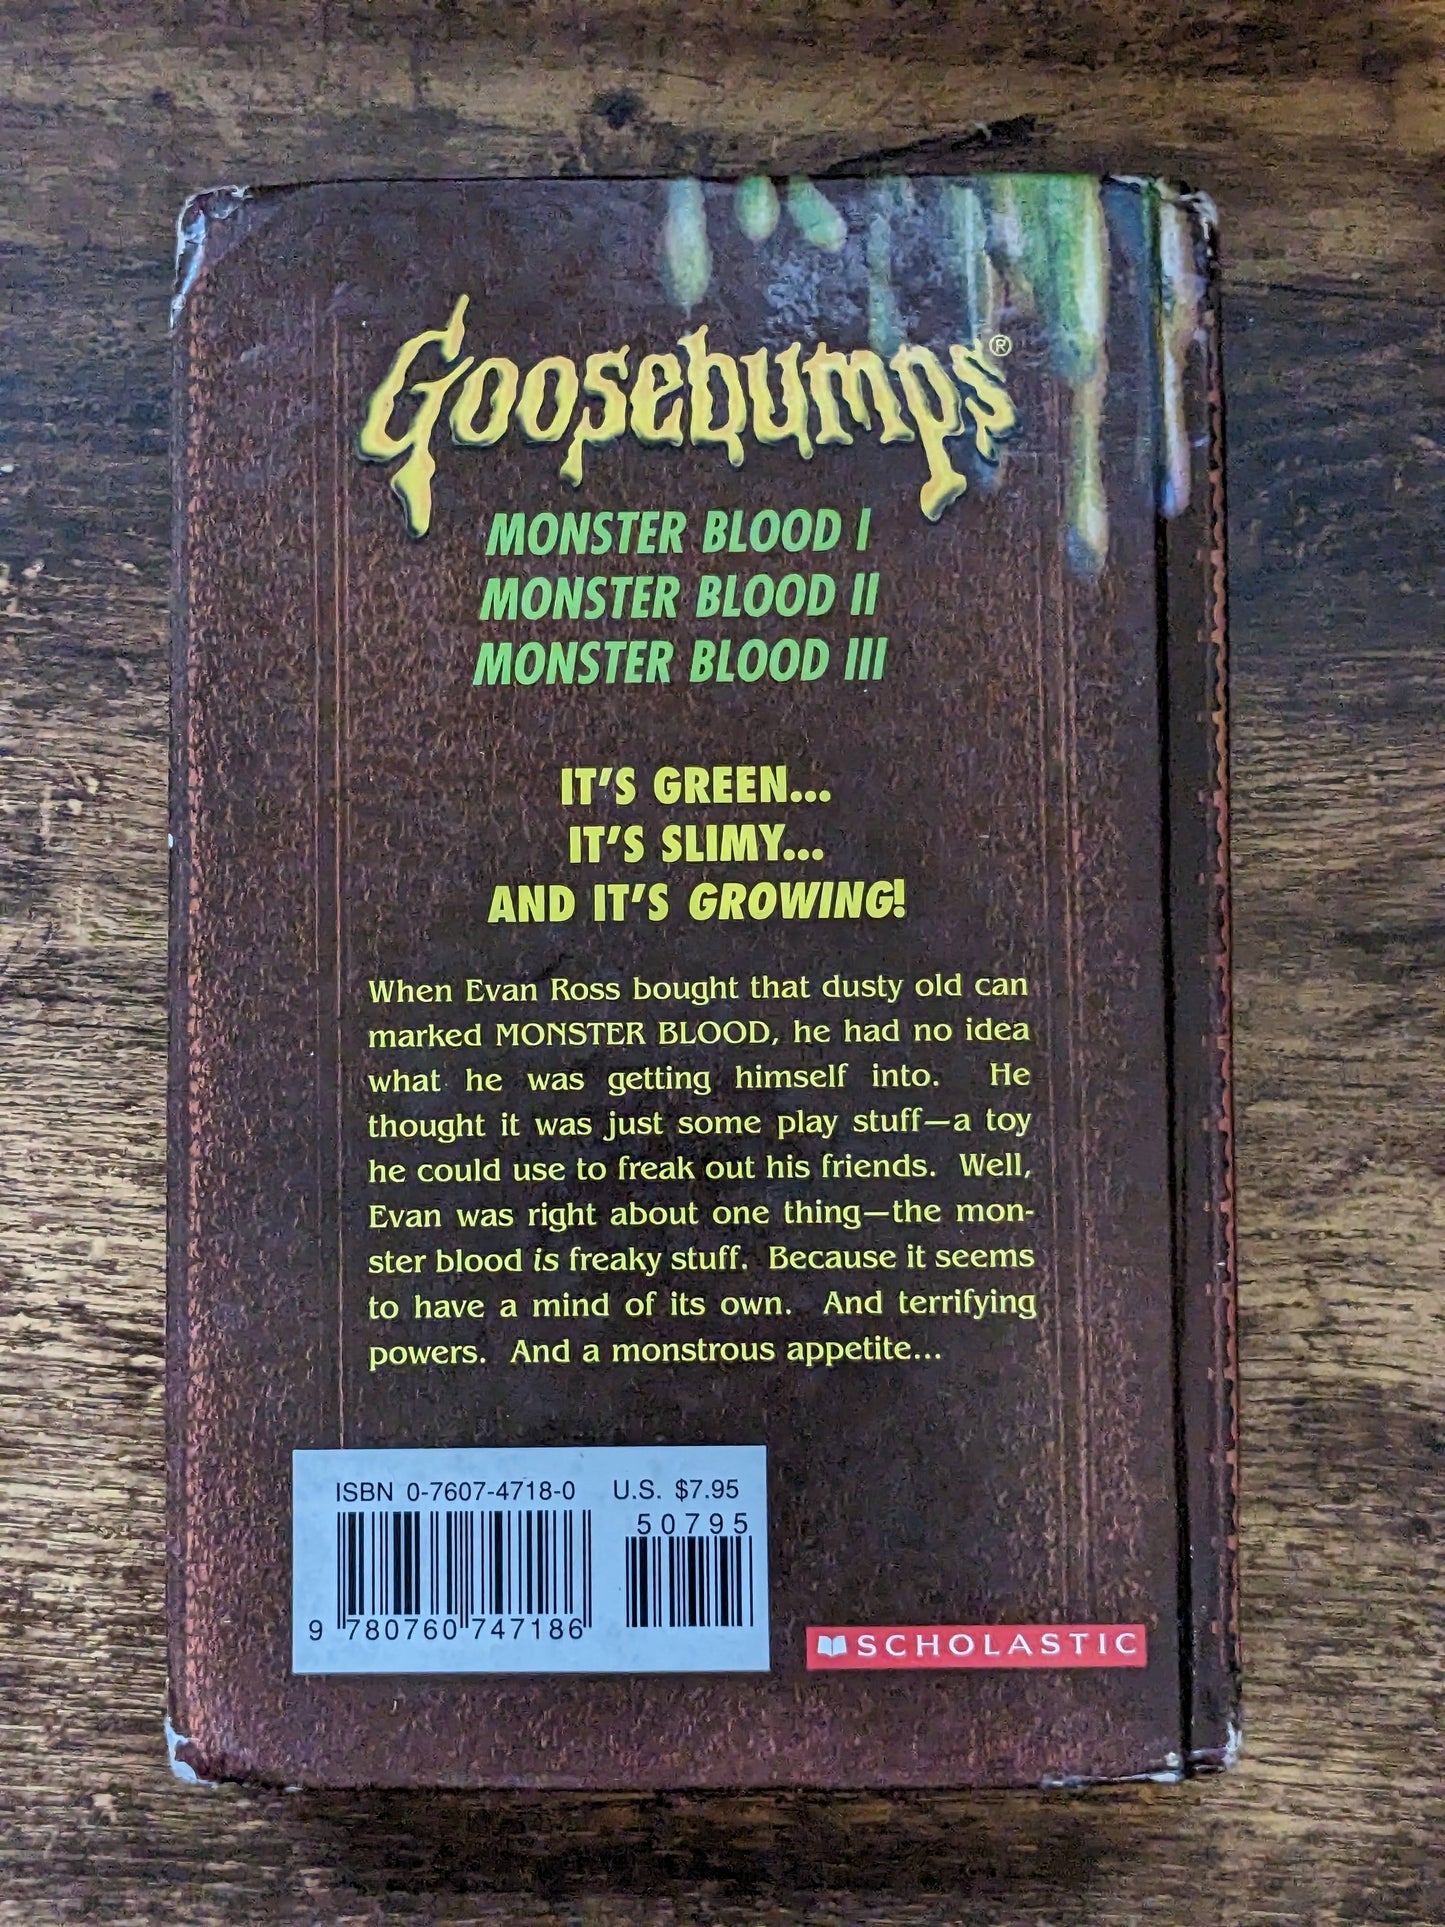 Goosebumps®
MONSTER BLOOD I
MONSTER BLOOD II
MONSTER BLOOD III
IT'S GREEN...
IT'S SLIMY...
AND IT'S GROWING!
When Evan Ross bought that dusty old can
marked MONSTER BLOOD, he had no idea
what he was getting himself into. He
thought it was just some play stuff—a toy
he could use to freak out his friends. Well,
Evan was right about one thing—the mon-
ster blood is freaky stuff. Because it seems
to have a mind of its own. And terrifying
powers. And a monstrous appetite...
ISBN 0-7607-4718-0 U.S. $7.95
50795
9 780760 747186
SCHOLASTIC